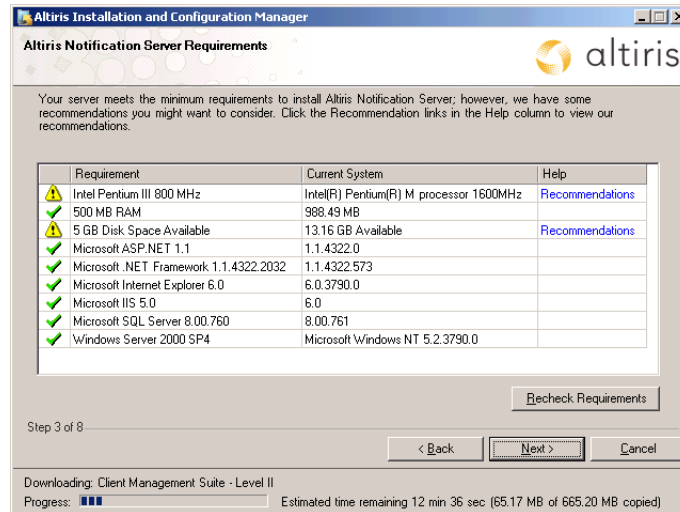 Altiris Installation and Configuration Manager
Altiris Notification Server Requirements
altiris
Your server meets the minimum requirements to install Altiris Notification Server; however, we have some
recommendations you might want to consider. Click the Recommendation links in the Help column to view our
recommendations.
Requirement Current System Help
Intel Pentium III 800 MHz Intel(R) Pentium(R) M processor 1600MHz Recommendations
500 MB RAM 988.49 MB
5 GB Disk Space Available 13.16 GB Available Recommendations
Microsoft ASP.NET 1.1 1.1.4322.0
Microsoft .NET Framework 1.1.4322.2032 1.1.4322.573
Microsoft Internet Explorer 6.0 6.0.3790.0
Microsoft IIS 5.0 6.0
Microsoft SQL Server 8.00.760 8.00.761
Windows Server 2000 SP4 Microsoft Windows NT 5.2.3790.0
Recheck Requirements
Step 3 of 8
< Back Next > Cancel
Downloading: Client Management Suite - Level II
Progress: Estimated time remaining 12 min 36 sec (65.17 MB of 665.20 MB copied)